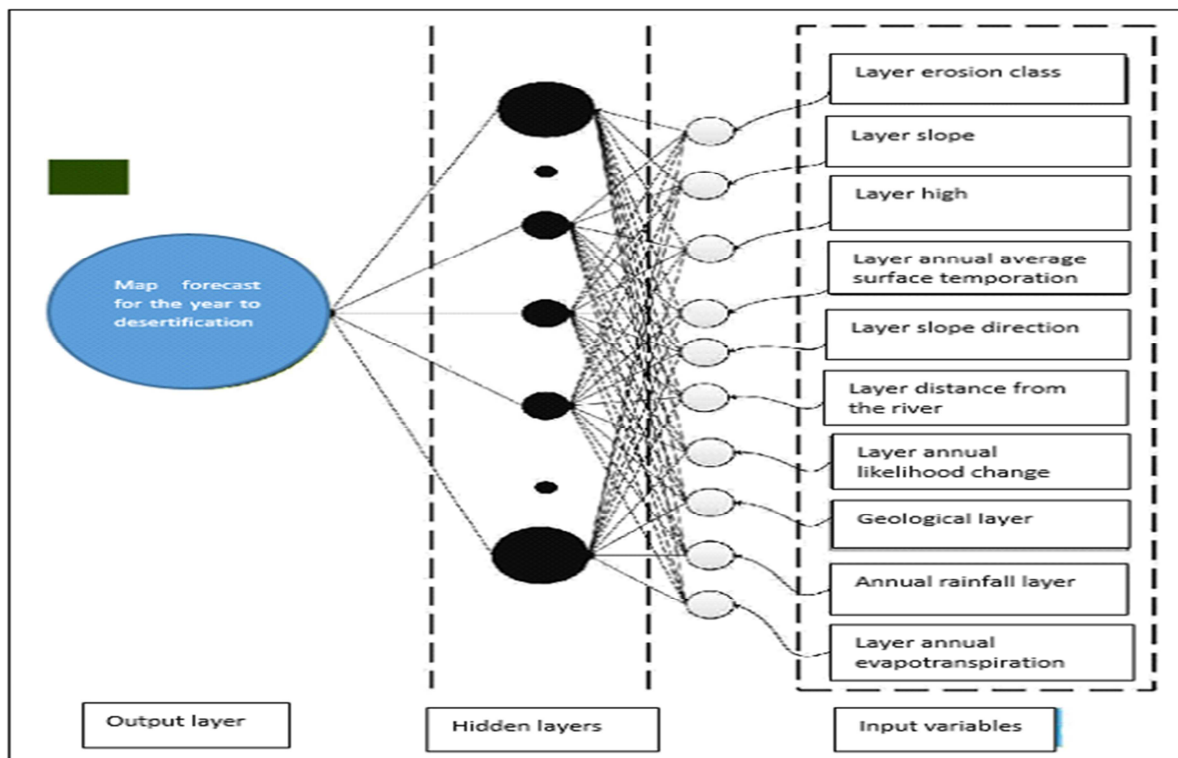 Map forecast
for the year to
desertification
Layer erosion class
Layer slope
Layer high
Layer annual average
surface temporation
Layer slope direction
Layer distance from
the river
Layer annual
likelihood change
Geological layer
Annual rainfall layer
Layer annual
evapotranspiration
Output layer
Hidden layers
Input variables